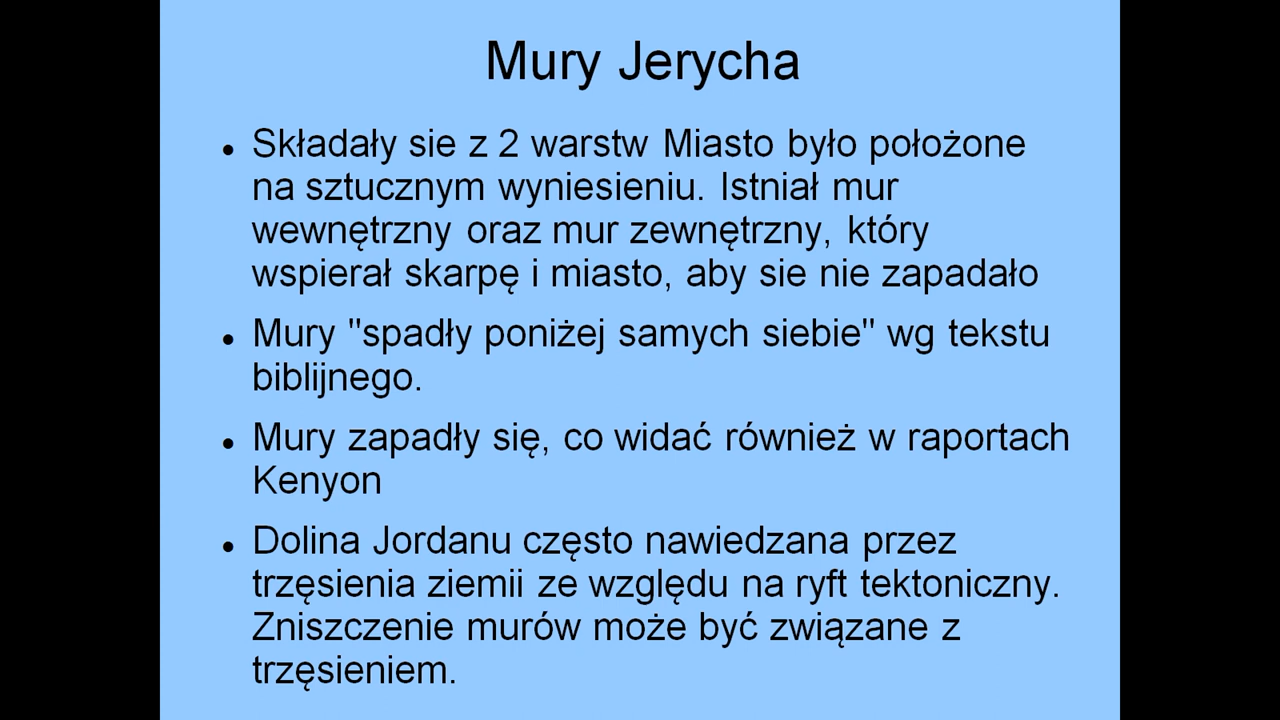 Mury Jerycha
Składały sie z 2 warstw Miasto było położone
na sztucznym wyniesieniu. Istniał mur
wewnętrzny oraz mur zewnętrzny, który
wspierał skarpę i miasto, aby sie nie zapadało
Mury "spadły poniżej samych siebie" wg tekstu
biblijnego.
Mury zapadły się, co widać również w raportach
Kenyon
Dolina Jordanu często nawiedzana przez
trzęsienia ziemii ze względu na ryft tektoniczny.
Zniszczenie murów może być związane z
trzęsieniem.